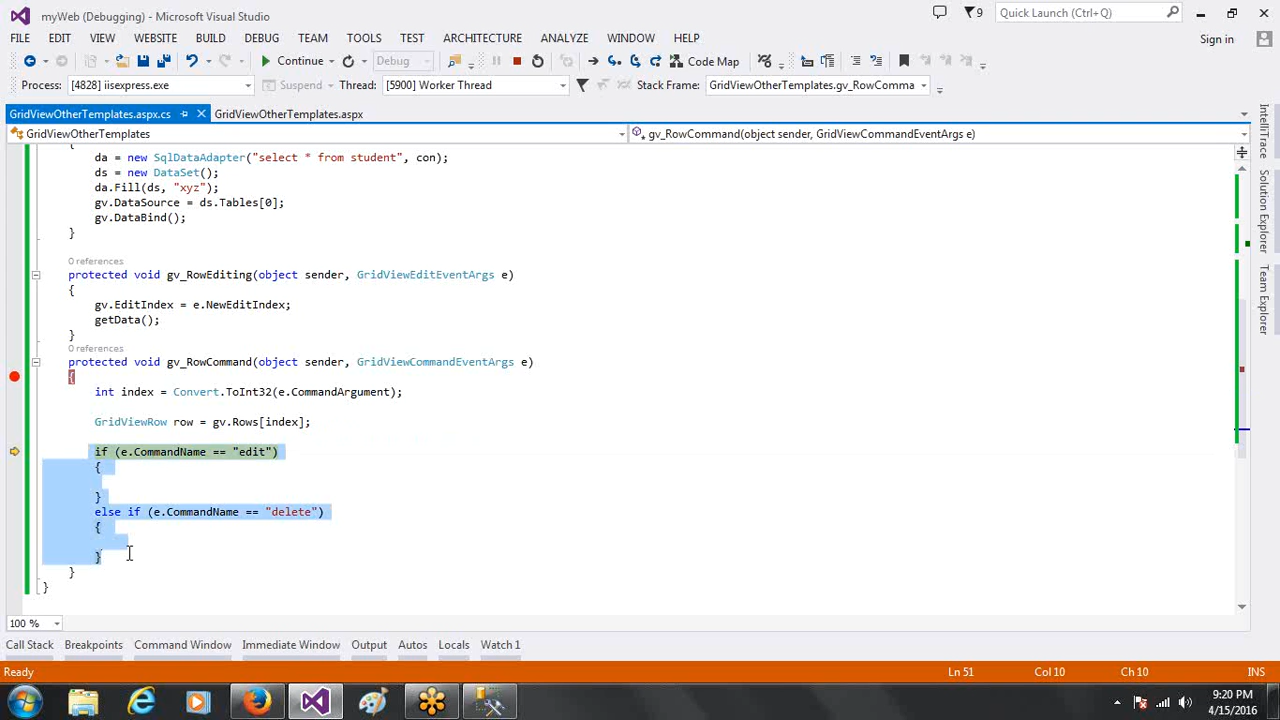 myWeb (Debugging) - Microsoft Visual Studio
9
Quick Launch (Ctrl+Q)
FILE EDIT VIEW WEBSITE BUILD DEBUG TEAM TOOLS TEST ARCHITECTURE ANALYZE WINDOW HELP
Sign in
Continue Debug Code Map
Process: [4828] iisexpress.exe Suspend Thread: [5900] Worker Thread Stack Frame: GridViewOtherTemplates.gv_RowComma
GridViewOtherTemplates.aspx.cs GridViewOtherTemplates.aspx
GridViewOtherTemplates gv_RowCommand(object sender, GridViewCommandEventArgs e)
{
da = new SqlDataAdapter("select * from student", con);
ds = new DataSet();
da.Fill(ds, "xyz");
gv.DataSource = ds.Tables[0];
gv.DataBind();
}
0 references
protected void gv_RowEditing(object sender, GridViewEditEventArgs e)
{
gv.EditIndex = e.NewEditIndex;
getData();
}
0 references
protected void gv_RowCommand(object sender, GridViewCommandEventArgs e)
{
int index = Convert.ToInt32(e.CommandArgument);
GridViewRow row = gv.Rows[index];
if (e.CommandName == "edit")
{
}
else if (e.CommandName == "delete")
{
}
}
}
IntelliTrace
Solution Explorer
Team Explorer
100 %
Call Stack Breakpoints Command Window Immediate Window Output Autos Locals Watch 1
Ready Ln 51 Col 10 Ch 10 INS
9:20 PM
4/15/2016